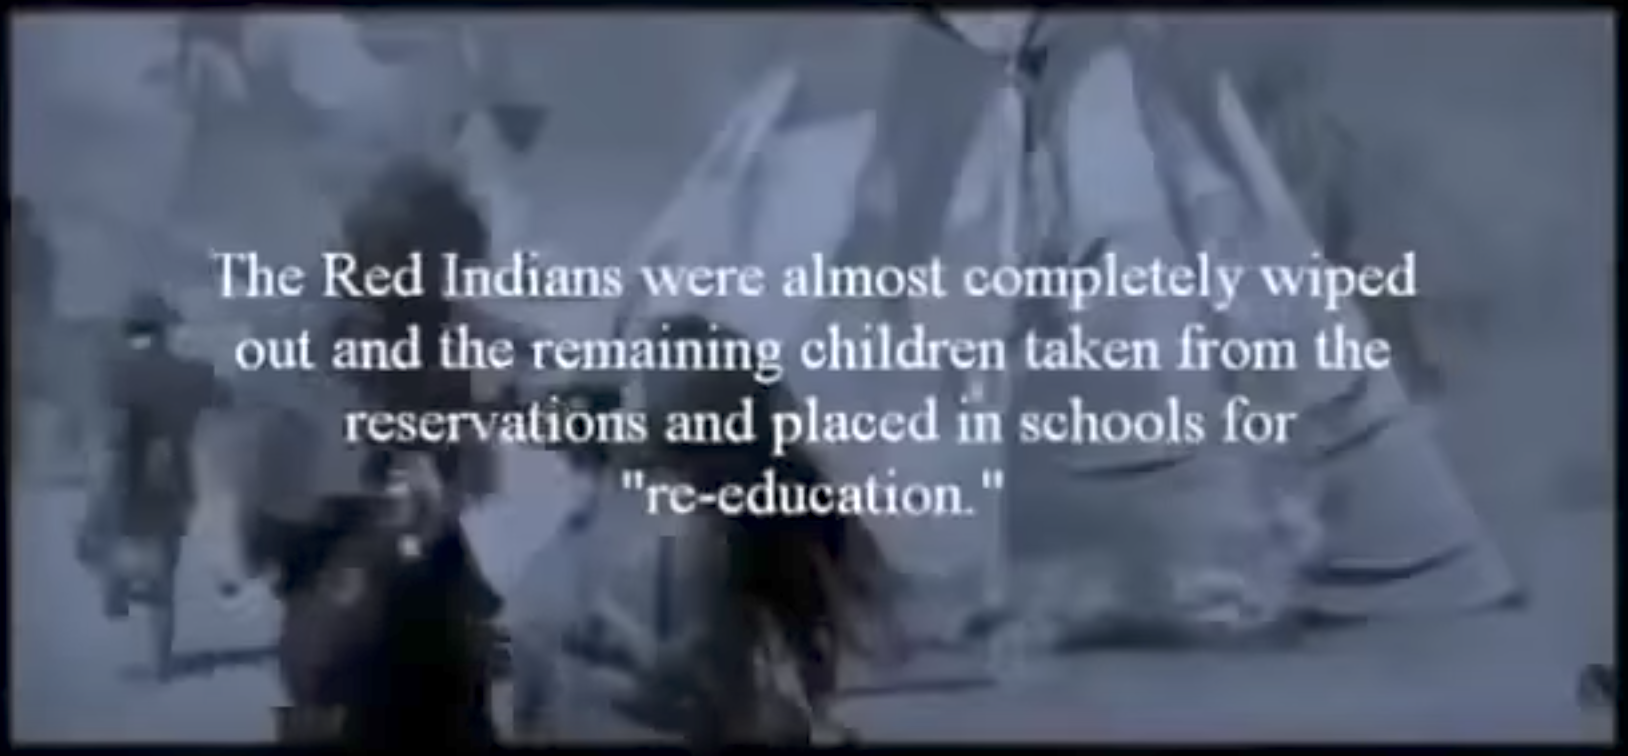 The Red Indians were almost completely wiped
out and the remaining children taken from the
reservations and placed in schools for
"re-education."